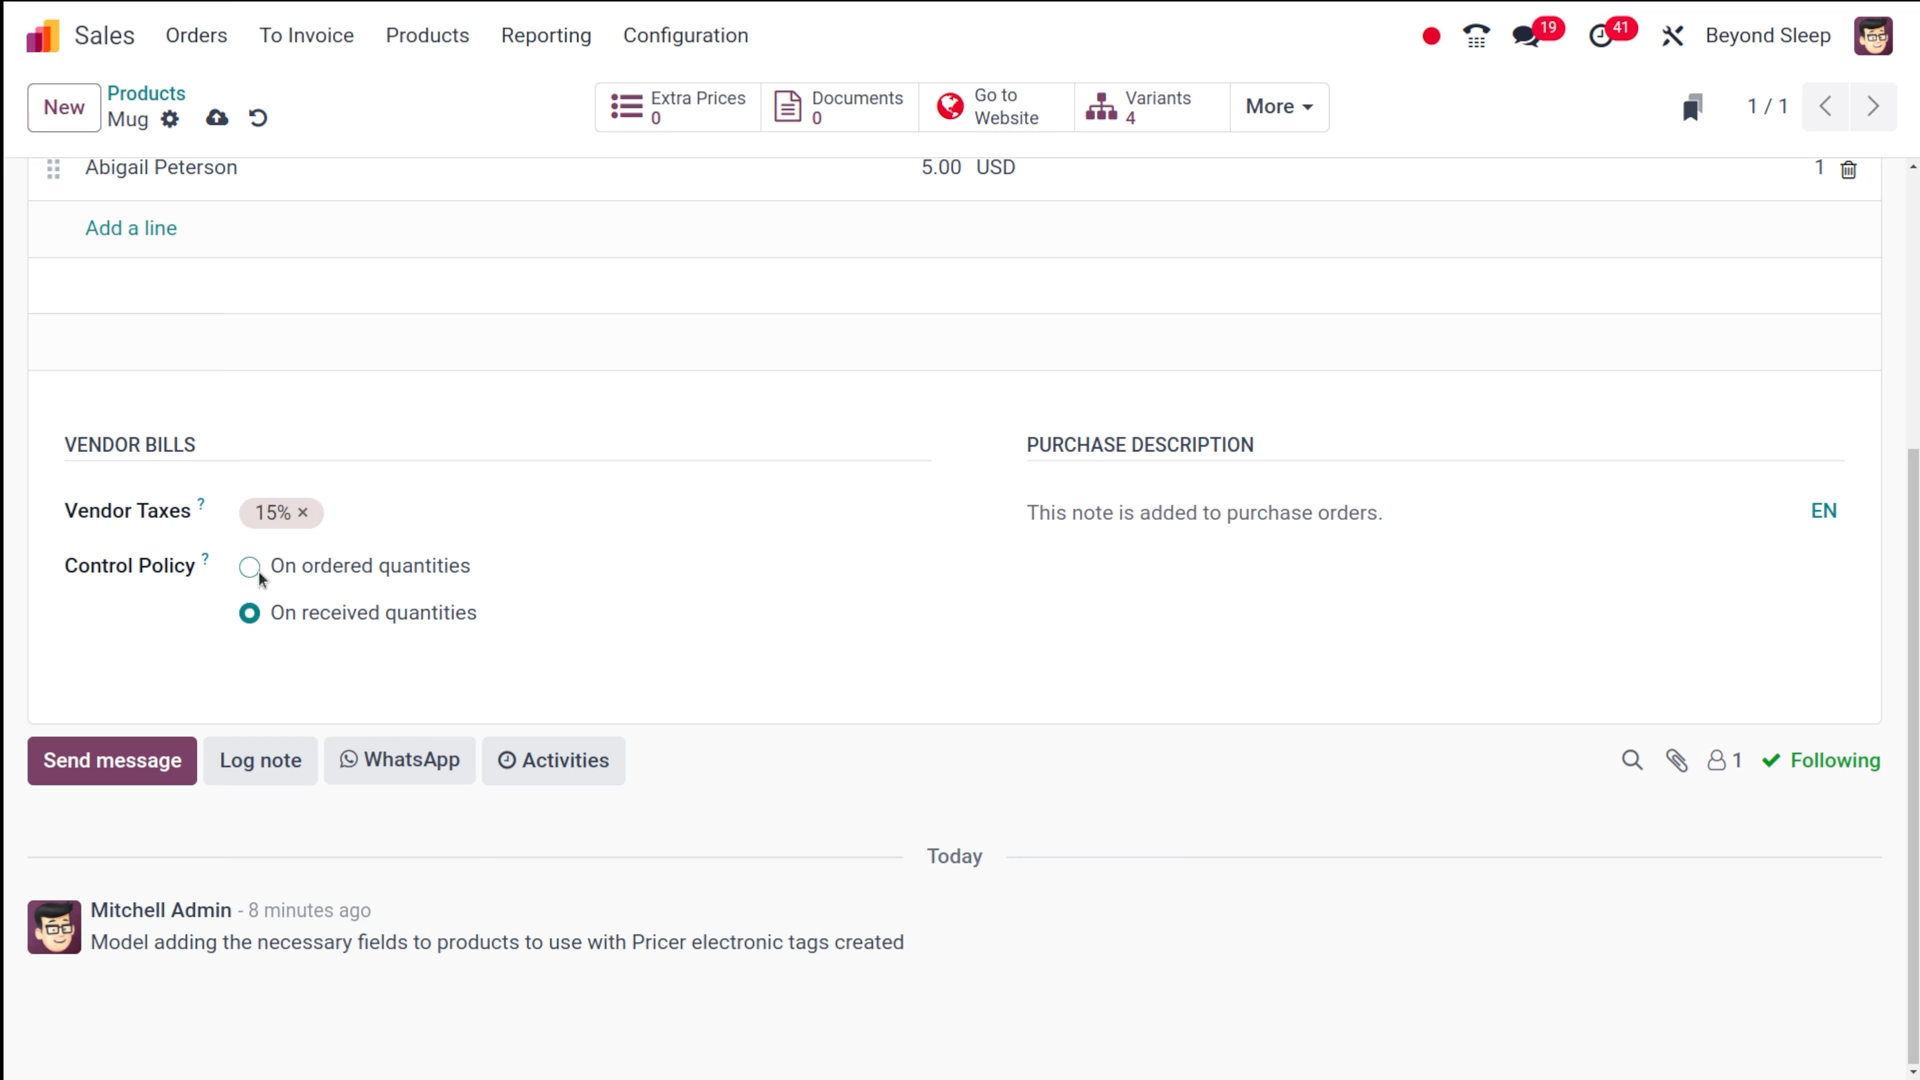 Sales Orders To Invoice Products Reporting Configuration 19 41 Beyond Sleep
New Products Mug Extra Prices 0 Documents 0 Go to Website Variants 4 More 1 / 1
Abigail Peterson 5.00 USD 1
Add a line
VENDOR BILLS PURCHASE DESCRIPTION
Vendor Taxes ? 15% × This note is added to purchase orders. EN
Control Policy ? On ordered quantities
On received quantities
Send message Log note WhatsApp Activities 1 Following
Today
Mitchell Admin - 8 minutes ago
Model adding the necessary fields to products to use with Pricer electronic tags created